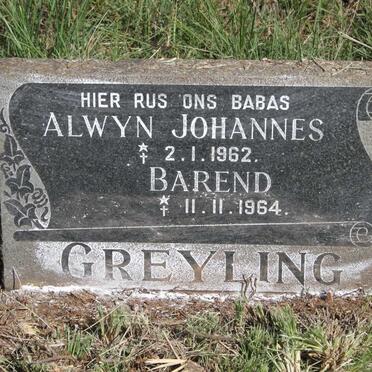 HIER RUS ONS BABAS
ALWYN JOHANNES
☆ † 2.1.1962.
BAREND
☆ † 11.11.1964.
GREYLING